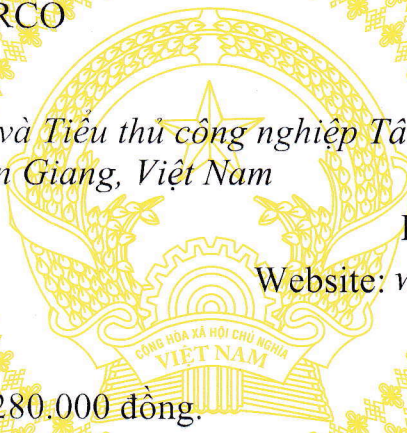 RCO
và Tiểu thủ công nghiệp Tâ
n Giang, Việt Nam
Website:
CỘNG HÒA XÃ HỘI CHỦ NGHĨA
VIỆT NAM
280.000 đồng.